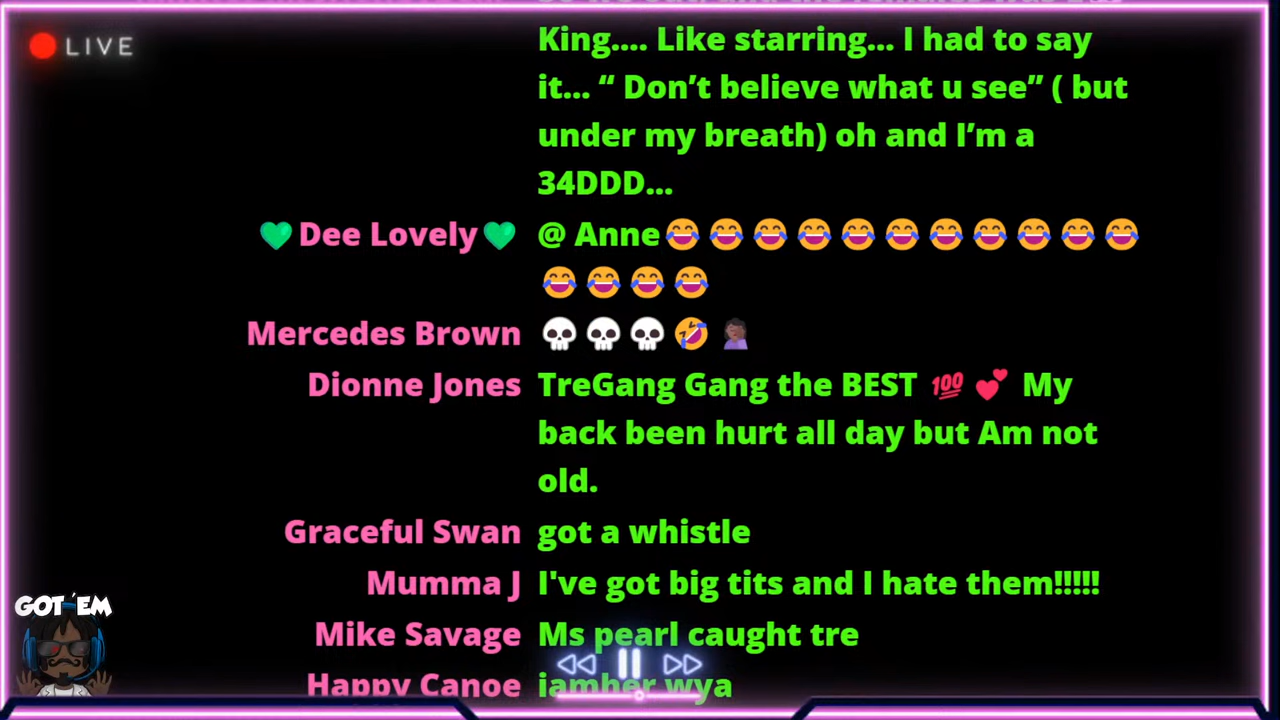 LIVE
King.... Like starring... I had to say
it... “ Don’t believe what u see” ( but
under my breath) oh and I’m a
34DDD...
💚Dee Lovely💚 @ Anne😂😂😂😂😂😂😂😂😂😂😂
😂😂😂😂
Mercedes Brown 💀💀💀🤣🤦🏿‍♀️
Dionne Jones TreGang Gang the BEST 💯 💕 My
back been hurt all day but Am not
old.
Graceful Swan got a whistle
Mumma J I've got big tits and I hate them!!!!!
Mike Savage Ms pearl caught tre
Happy Canoe iamher wya
GOT 'EM